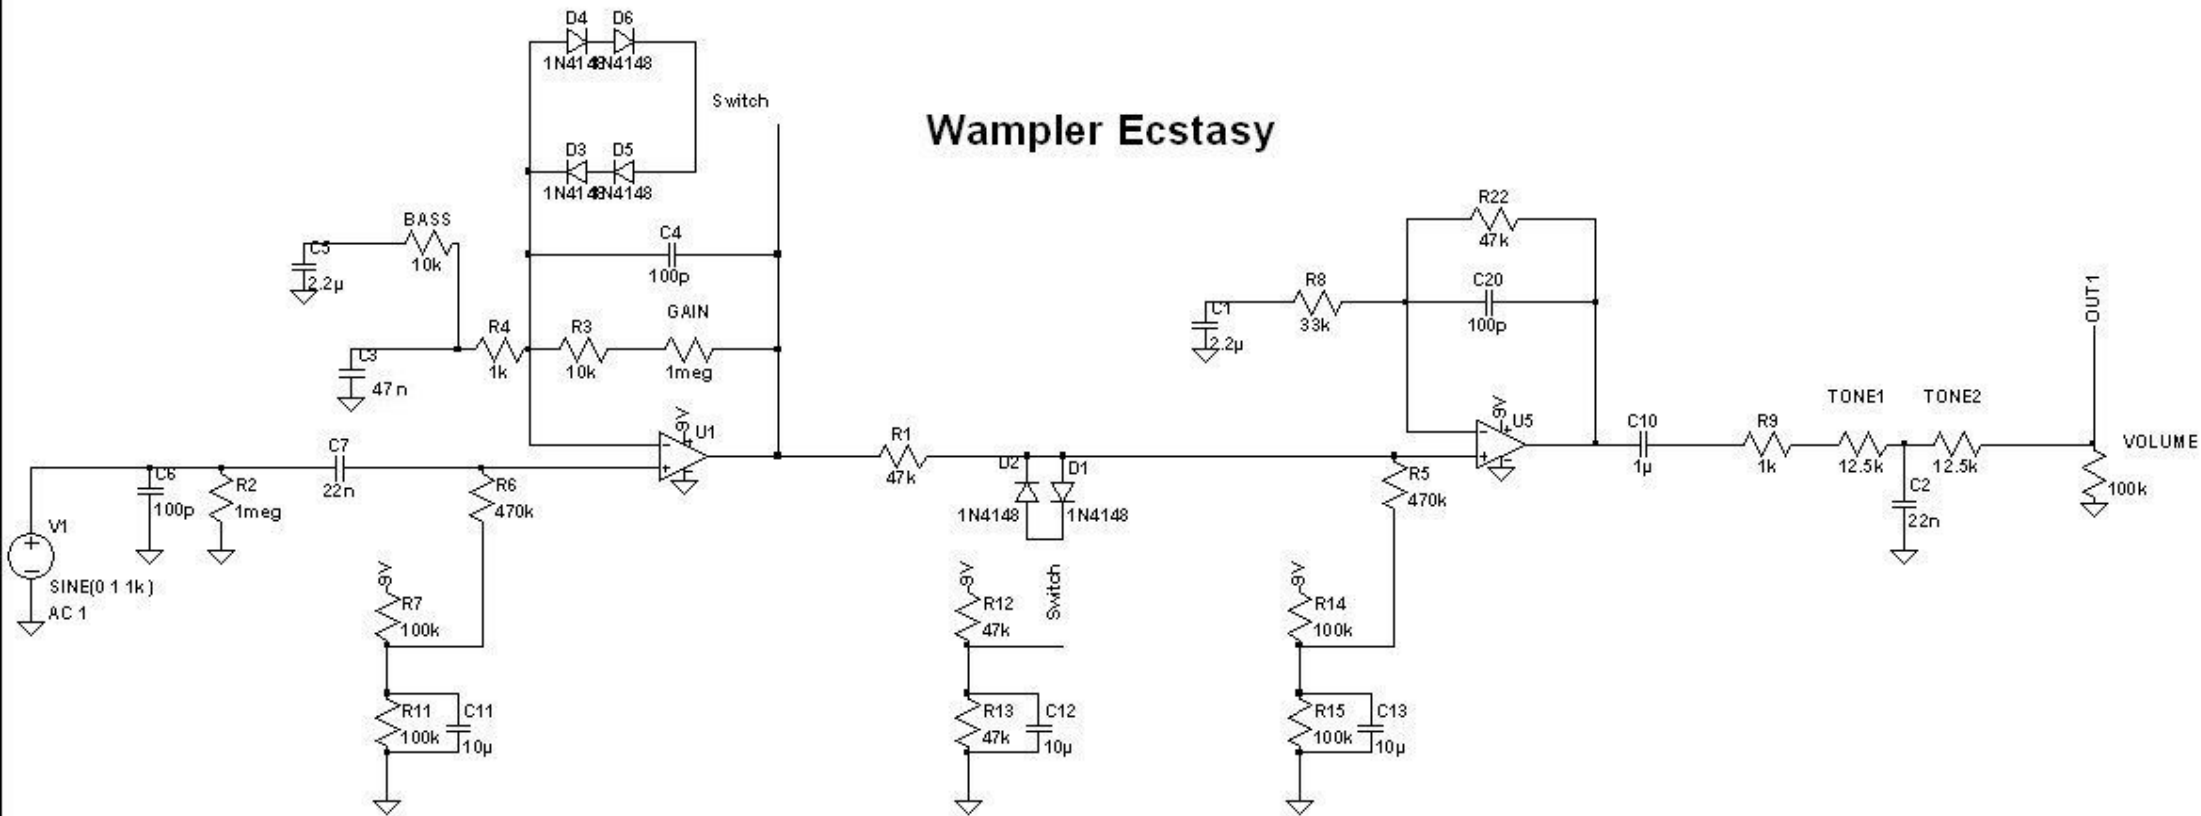 D4 D6
1N4148 1N4148
Switch
Wampler Ecstasy
D3 D5
1N4148 1N4148
BASS
10k
C5
2.2µ
C4
100p
R4
1k
R3
10k
GAIN
1meg
C3
47n
9V
U1
C7
22n
C6
100p
R2
1meg
R6
470k
V1
SINE(0 1 1k)
AC 1
9V
R7
100k
R11
100k
C11
10µ
R1
47k
D2 D1
1N4148 1N4148
9V
R12
47k
Switch
R13
47k
C12
10µ
R22
47k
C20
100p
R8
33k
C1
2.2µ
9V
U5
R5
470k
9V
R14
100k
R15
100k
C13
10µ
C10
1µ
R9
1k
TONE1 TONE2
12.5k 12.5k
C2
22n
OUT1
VOLUME
100k